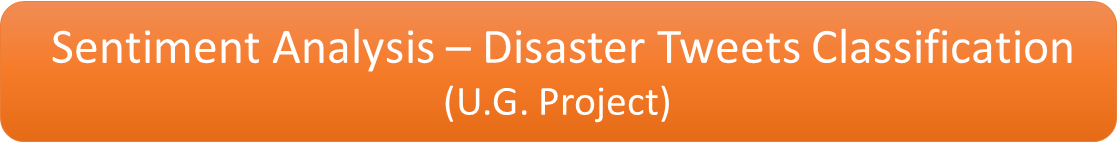 Sentiment Analysis – Disaster Tweets Classification
(U.G. Project)